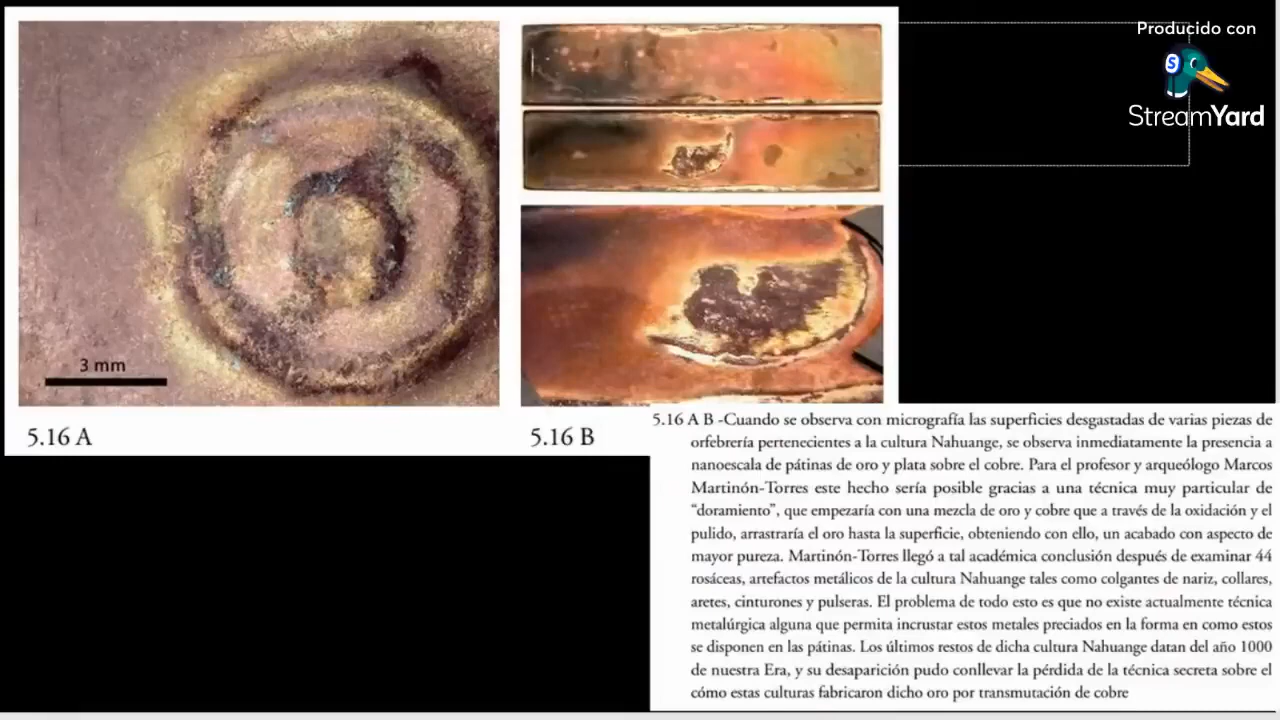 Producido con
StreamYard
3 mm
5.16 A
5.16 B
5.16 A B -Cuando se observa con micrografía las superficies desgastadas de varias piezas de
orfebrería pertenecientes a la cultura Nahuange, se observa inmediatamente la presencia a
nanoescala de pátinas de oro y plata sobre el cobre. Para el profesor y arqueólogo Marcos
Martinón-Torres este hecho sería posible gracias a una técnica muy particular de
“doramiento”, que empezaría con una mezcla de oro y cobre que a través de la oxidación y el
pulido, arrastraría el oro hasta la superficie, obteniendo con ello, un acabado con aspecto de
mayor pureza. Martinón-Torres llegó a tal académica conclusión después de examinar 44
rosáceas, artefactos metálicos de la cultura Nahuange tales como colgantes de nariz, collares,
aretes, cinturones y pulseras. El problema de todo esto es que no existe actualmente técnica
metalúrgica alguna que permita incrustar estos metales preciados en la forma en como estos
se disponen en las pátinas. Los últimos restos de dicha cultura Nahuange datan del año 1000
de nuestra Era, y su desaparición pudo conllevar la pérdida de la técnica secreta sobre el
cómo estas culturas fabricaron dicho oro por transmutación de cobre